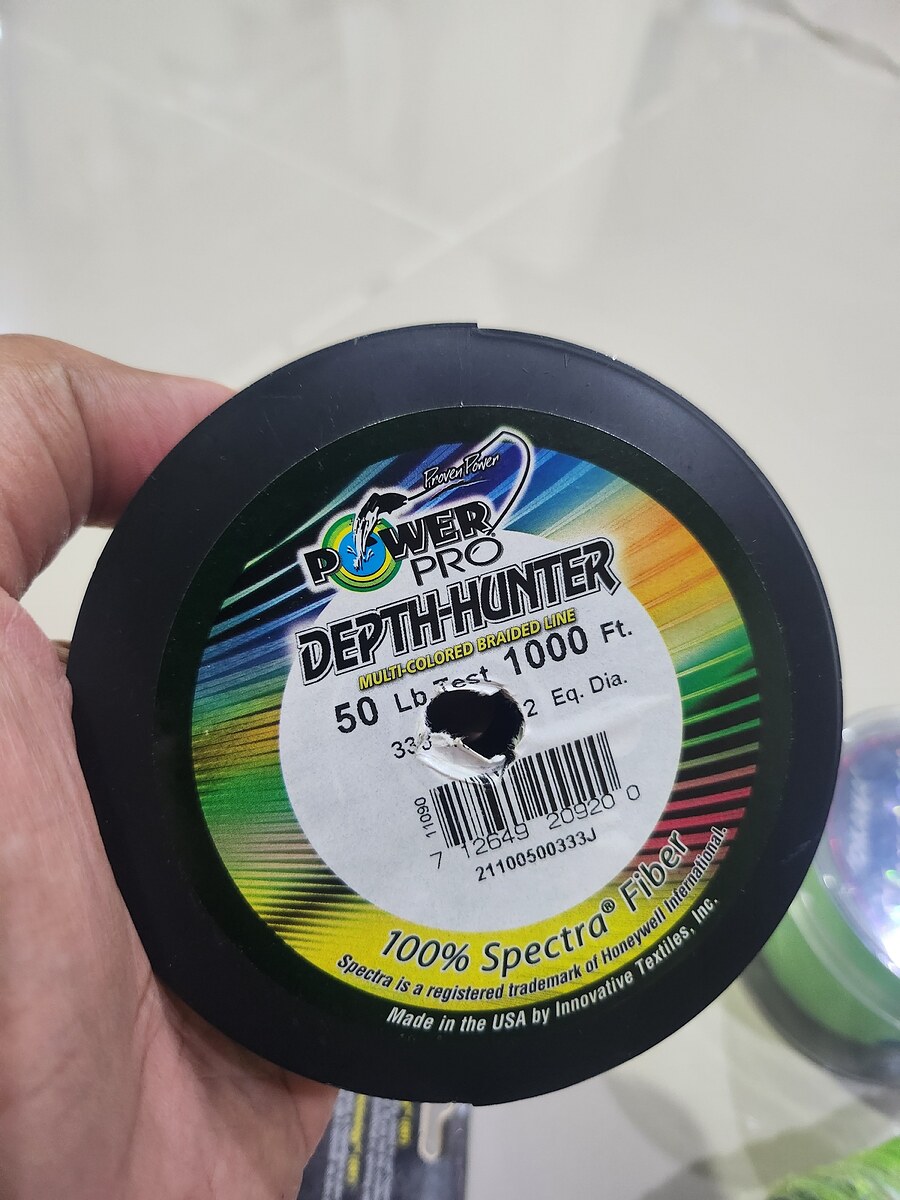 Proven Power
POWER
PRO
DEPTH-HUNTER
MULTI-COLORED BRAIDED LINE
50 Lb Test 1000 Ft.
33 2 Eq. Dia.
11090
7 12649 20920 0
21100500333J
100% Spectra® Fiber
Spectra is a registered trademark of Honeywell International.
Made in the USA by Innovative Textiles, Inc.